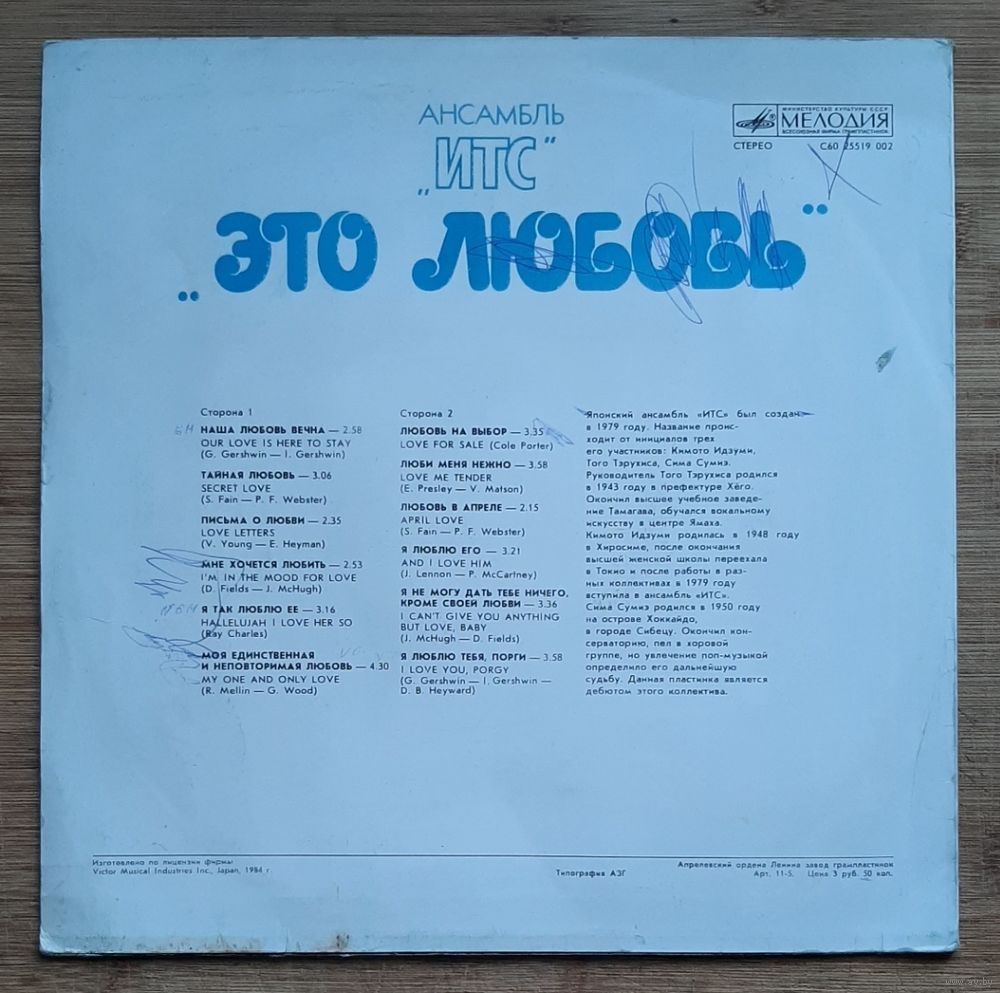 АНСАМБЛЬ
„ИТС“
„ЭТО ЛЮБОВЬ“
МИНИСТЕРСТВО КУЛЬТУРЫ СССР
МЕЛОДИЯ
ВСЕСОЮЗНАЯ ФИРМА ГРАМПЛАСТИНОК
СТЕРЕО С60 25519 002
Сторона 1
НАША ЛЮБОВЬ ВЕЧНА — 2.58
OUR LOVE IS HERE TO STAY
(G. Gershwin — I. Gershwin)
ТАЙНАЯ ЛЮБОВЬ — 3.06
SECRET LOVE
(S. Fain — P. F. Webster)
ПИСЬМА О ЛЮБВИ — 2.35
LOVE LETTERS
(V. Young — E. Heyman)
МНЕ ХОЧЕТСЯ ЛЮБИТЬ — 2.53
I'M IN THE MOOD FOR LOVE
(D. Fields — J. McHugh)
Я ТАК ЛЮБЛЮ ЕЕ — 3.16
HALLELUJAH I LOVE HER SO
(Ray Charles)
МОЯ ЕДИНСТВЕННАЯ
И НЕПОВТОРИМАЯ ЛЮБОВЬ — 4.30
MY ONE AND ONLY LOVE
(R. Mellin — G. Wood)
Сторона 2
ЛЮБОВЬ НА ВЫБОР — 3.35
LOVE FOR SALE (Cole Porter)
ЛЮБИ МЕНЯ НЕЖНО — 3.58
LOVE ME TENDER
(E. Presley — V. Matson)
ЛЮБОВЬ В АПРЕЛЕ — 2.15
APRIL LOVE
(S. Fain — P. F. Webster)
Я ЛЮБЛЮ ЕГО — 3.21
AND I LOVE HIM
(J. Lennon — P. McCartney)
Я НЕ МОГУ ДАТЬ ТЕБЕ НИЧЕГО,
КРОМЕ СВОЕЙ ЛЮБВИ — 3.36
I CAN'T GIVE YOU ANYTHING
BUT LOVE, BABY
(J. McHugh — D. Fields)
Я ЛЮБЛЮ ТЕБЯ, ПОРГИ — 3.58
I LOVE YOU, PORGY
(G. Gershwin — I. Gershwin —
D. B. Heyward)
Японский ансамбль «ИТС» был создан
в 1979 году. Название проис-
ходит от инициалов трех
его участников: Кимото Идзуми,
Того Тэрухиса, Сима Сумиэ.
Руководитель Того Тэрухиса родился
в 1943 году в префектуре Хёго.
Окончил высшее учебное заведе-
ние Тамагава, обучался вокальному
искусству в центре Ямаха.
Кимото Идзуми родилась в 1948 году
в Хиросиме, после окончания
высшей женской школы переехала
в Токио и после работы в раз-
ных коллективах в 1979 году
вступила в ансамбль «ИТС».
Сима Сумиэ родился в 1950 году
на острове Хоккайдо,
в городе Сибецу. Окончил кон-
серваторию, пел в хоровой
группе, но увлечение поп-музыкой
определило его дальнейшую
судьбу. Данная пластинка является
дебютом этого коллектива.
Изготовлено по лицензии фирмы
Victor Musical Industries Inc., Japan, 1984 г
Типография АЗГ
Апрелевский ордена Ленина завод грампластинок
Арт. 11-5. Цена 3 руб. 50 коп.
www.ay.by